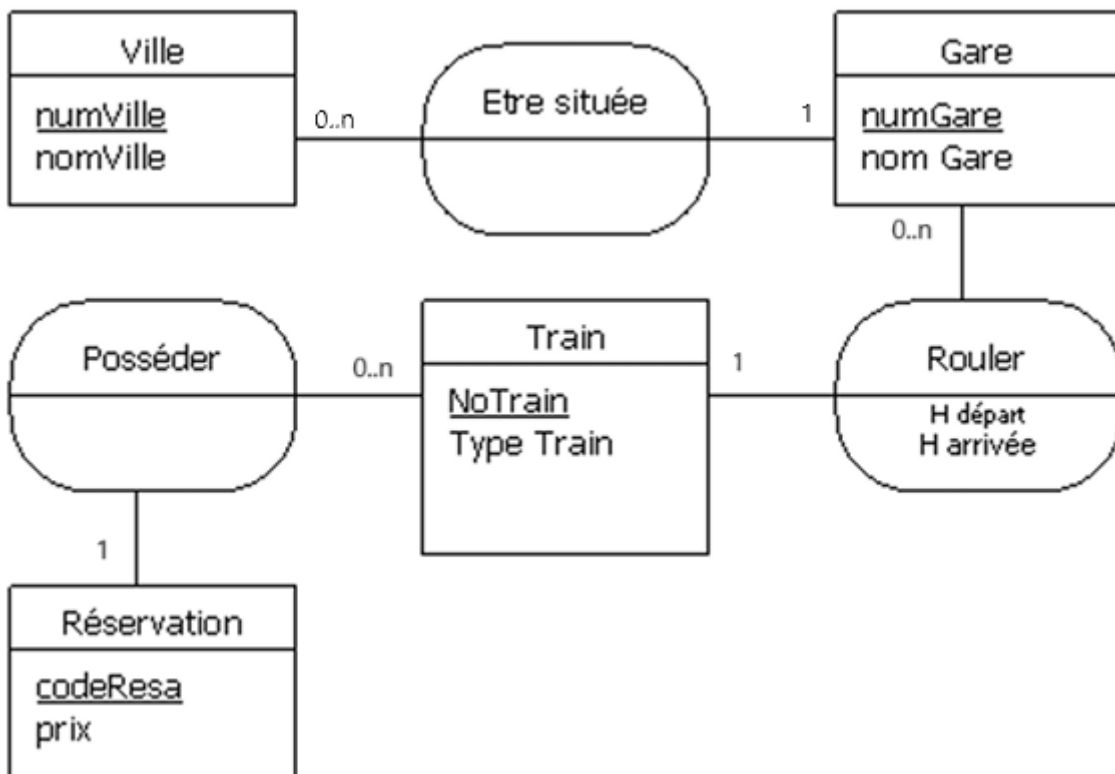 Ville
numVille
nomVille
0..n
Etre située
1
Gare
numGare
nom Gare
0..n
Posséder
0..n
Train
NoTrain
Type Train
1
Rouler
H départ
H arrivée
1
Réservation
codeResa
prix